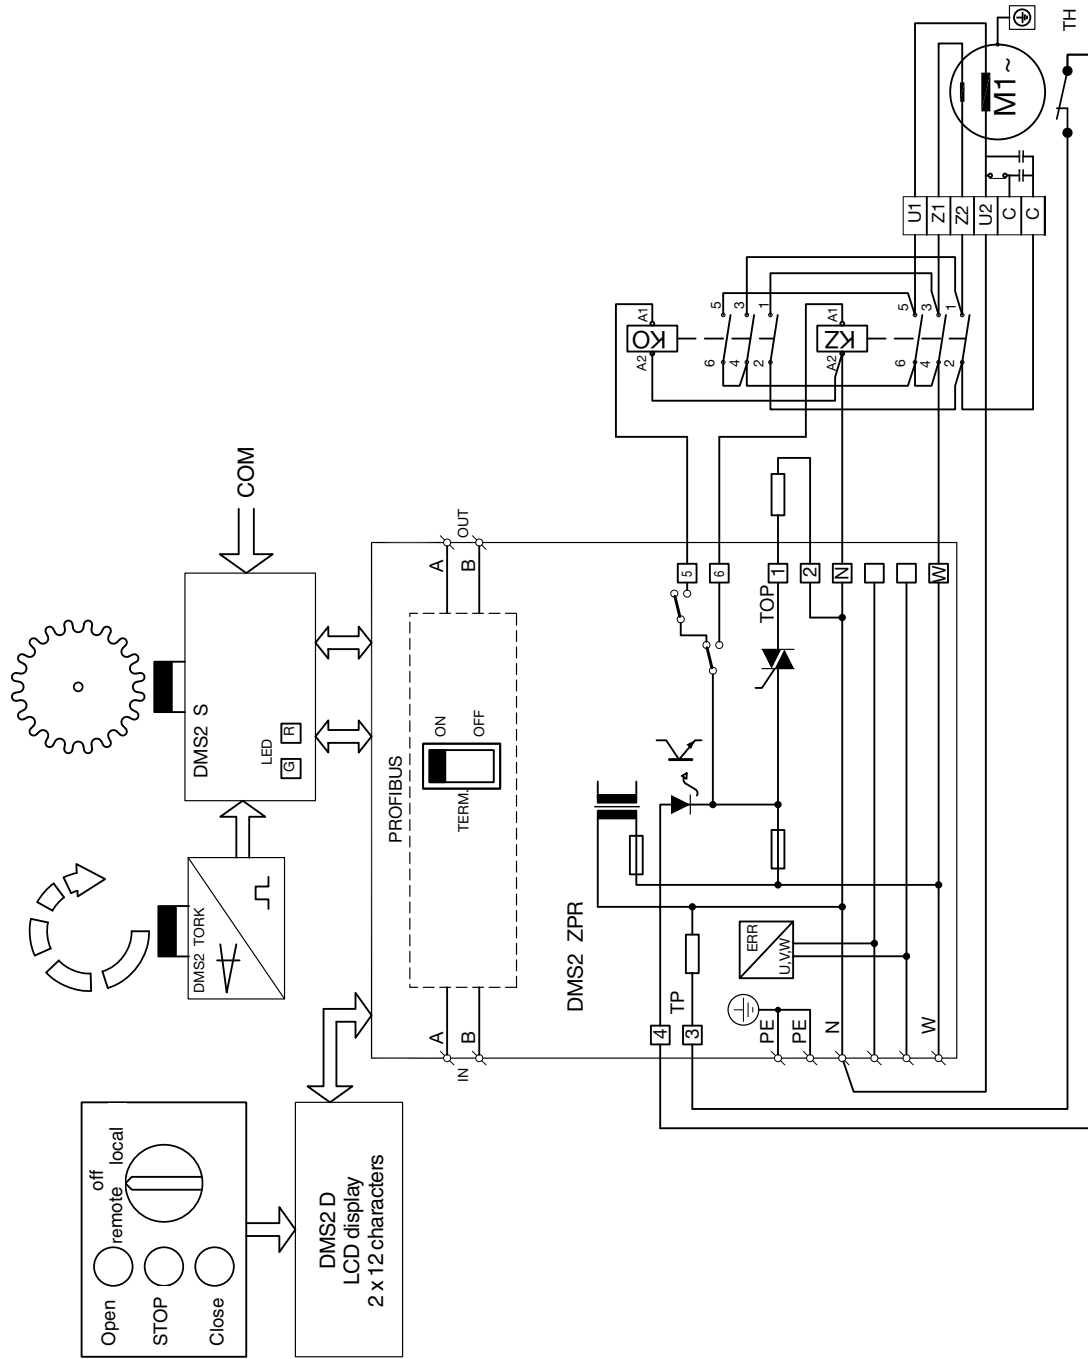 Open
STOP
Close
remote
off
local
DMS2 D
LCD display
2 x 12 characters
DMS2 TORK
DMS2 S
LED
G
R
COM
PROFIBUS
A
B
IN
A
B
OUT
TERM.
ON
OFF
DMS2 ZPR
4
3
TP
PE
PE
N
W
ERR
U,V,W
TOP
5
6
1
2
N
W
KO
A2
A1
6
4
2
5
3
1
KZ
A2
A1
6
4
2
5
3
1
U1
Z1
Z2
U2
C
C
M1~
TH